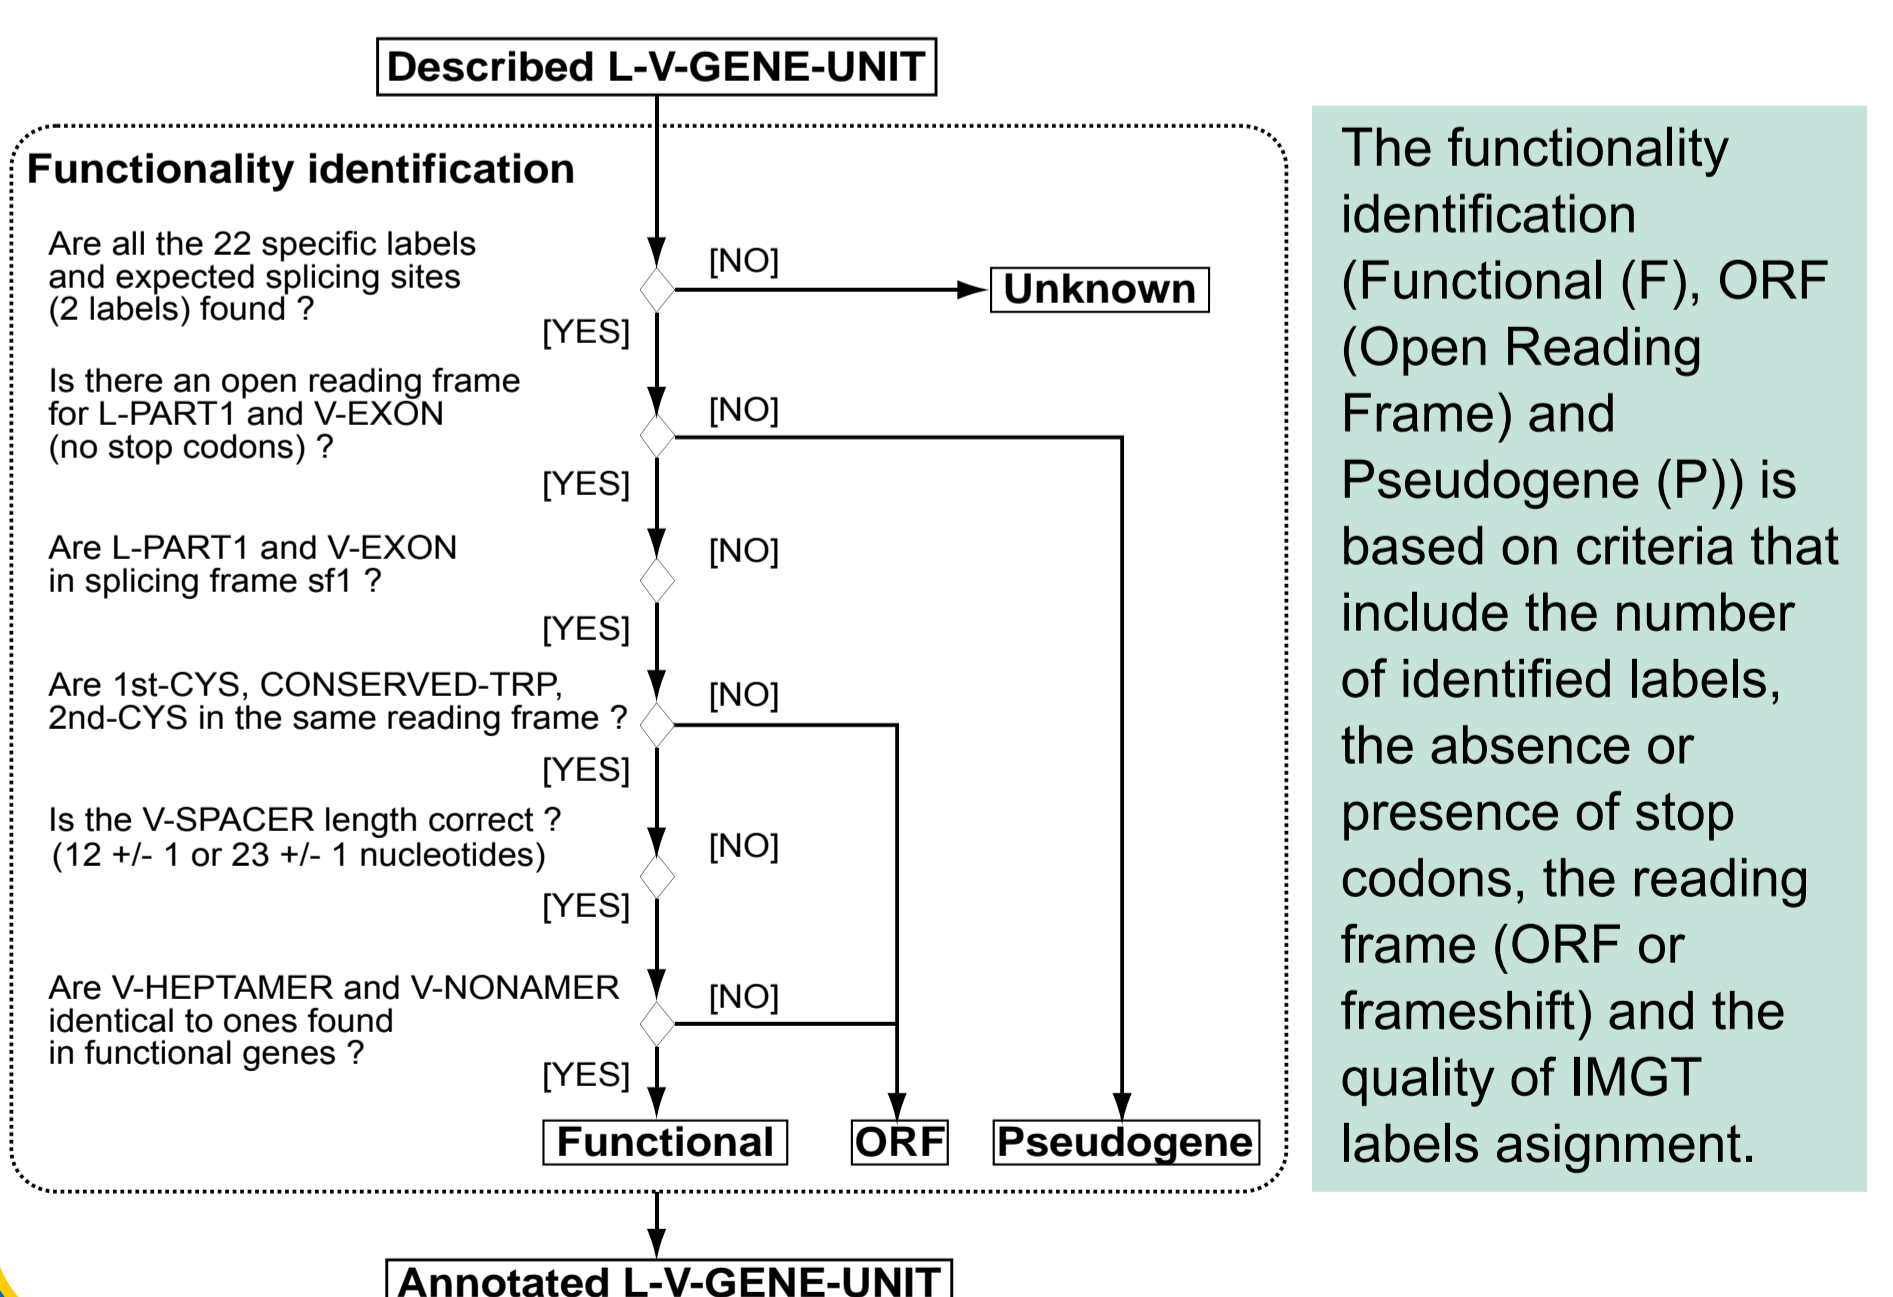 Described L-V-GENE-UNIT
Functionality identification
Are all the 22 specific labels
and expected splicing sites
(2 labels) found ?
[NO]
Unknown
[YES]
Is there an open reading frame
for L-PART1 and V-EXON
(no stop codons) ?
[NO]
[YES]
Are L-PART1 and V-EXON
in splicing frame sf1 ?
[NO]
[YES]
Are 1st-CYS, CONSERVED-TRP,
2nd-CYS in the same reading frame ?
[NO]
[YES]
Is the V-SPACER length correct ?
(12 +/- 1 or 23 +/- 1 nucleotides)
[NO]
[YES]
Are V-HEPTAMER and V-NONAMER
identical to ones found
in functional genes ?
[NO]
[YES]
Functional
ORF
Pseudogene
Annotated L-V-GENE-UNIT
The functionality
identification
(Functional (F), ORF
(Open Reading
Frame) and
Pseudogene (P)) is
based on criteria that
include the number
of identified labels,
the absence or
presence of stop
codons, the reading
frame (ORF or
frameshift) and the
quality of IMGT
labels asignment.